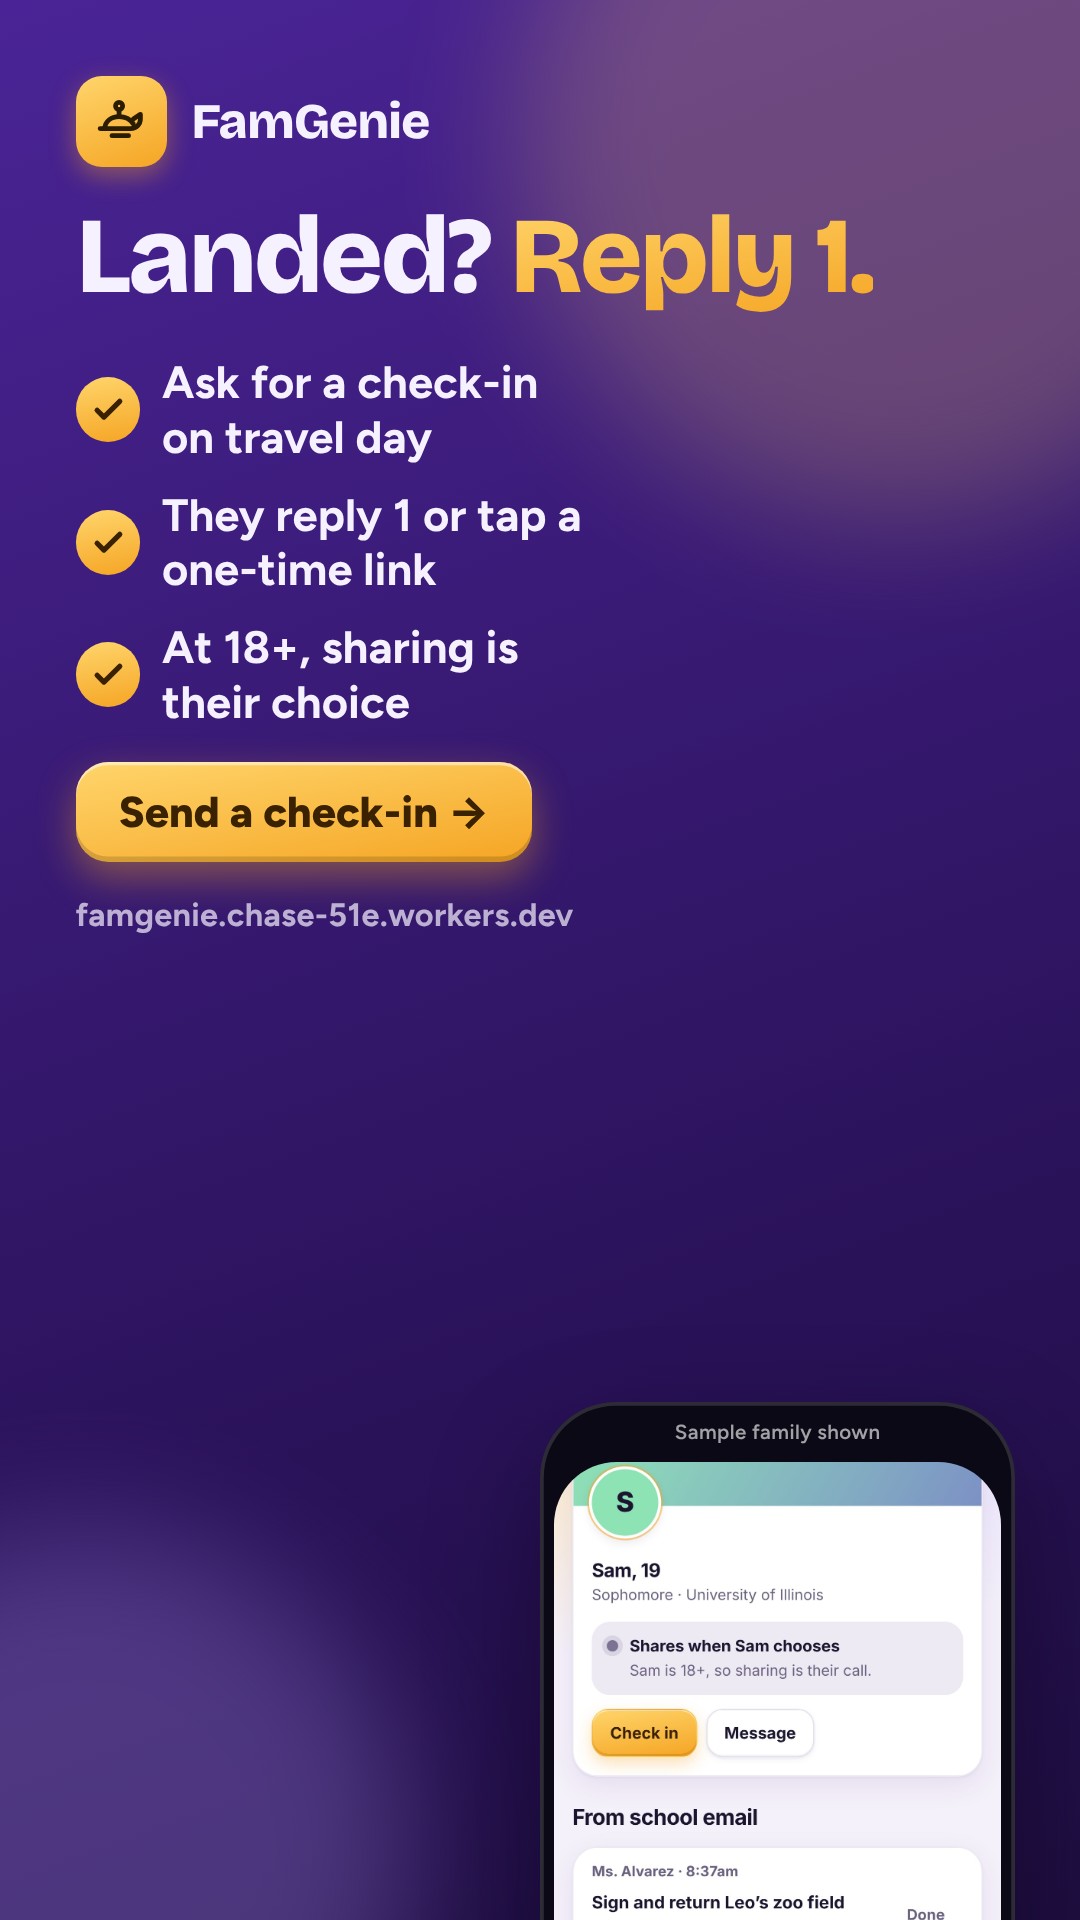 FamGenie
Landed? Reply 1.
Ask for a check-in
on travel day
They reply 1 or tap a
one-time link
At 18+, sharing is
their choice
Send a check-in →
famgenie.chase-51e.workers.dev
Sample family shown
S
Sam, 19
Sophomore · University of Illinois
Shares when Sam chooses
Sam is 18+, so sharing is their call.
Check in
Message
From school email
Ms. Alvarez · 8:37am
Sign and return Leo’s zoo field
Done